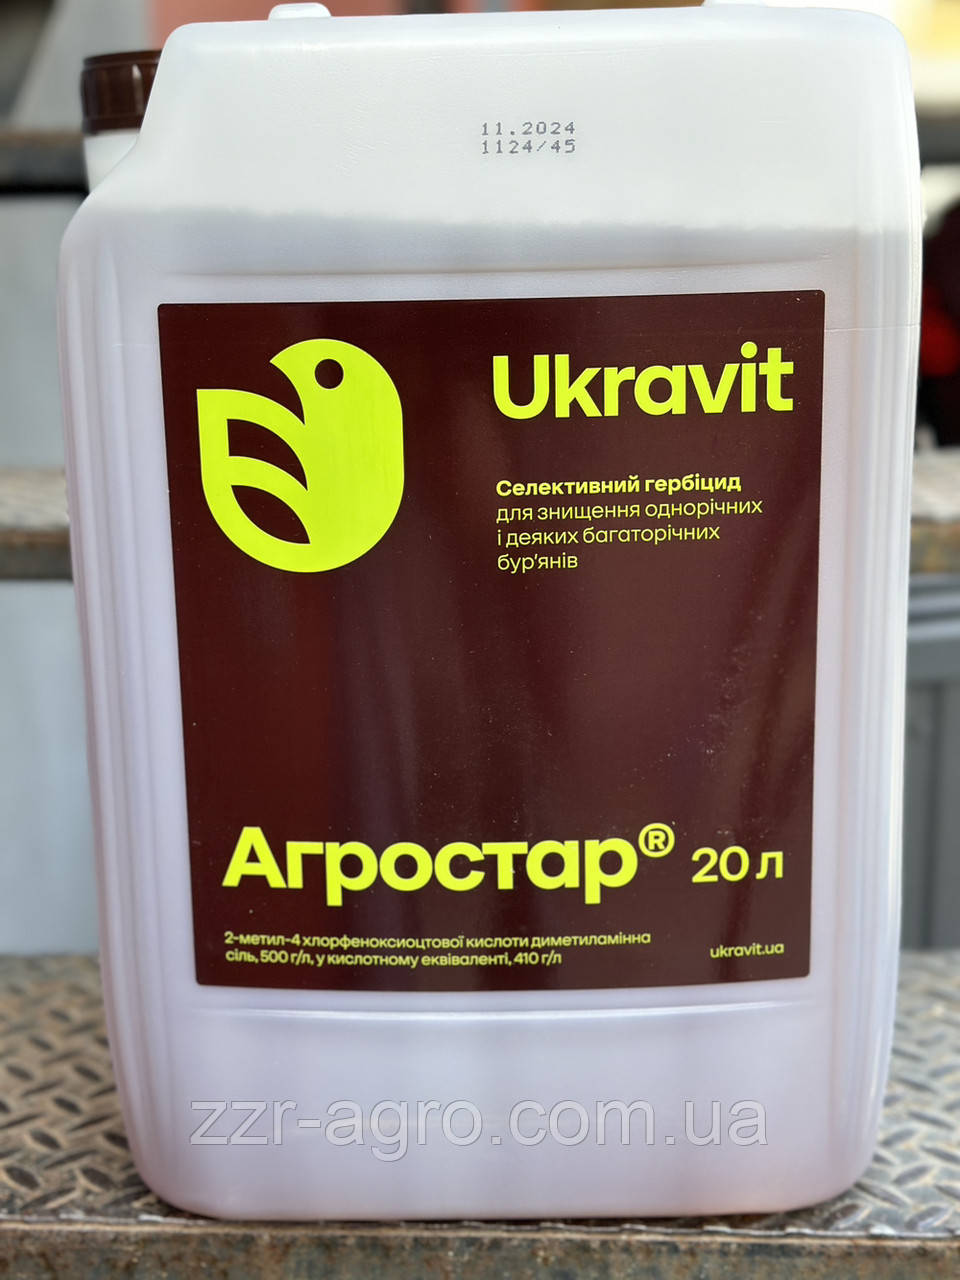 11.2024
1124/45
Ukravit
Селективний гербіцид
для знищення однорічних
і деяких багаторічних
бур'янів
Агростар® 20 л
2-метил-4 хлорфеноксиоцтової кислоти диметиламінна
сіль, 500 г/л, у кислотному еквіваленті, 410 г/л
ukravit.ua
zzr-agro.com.ua